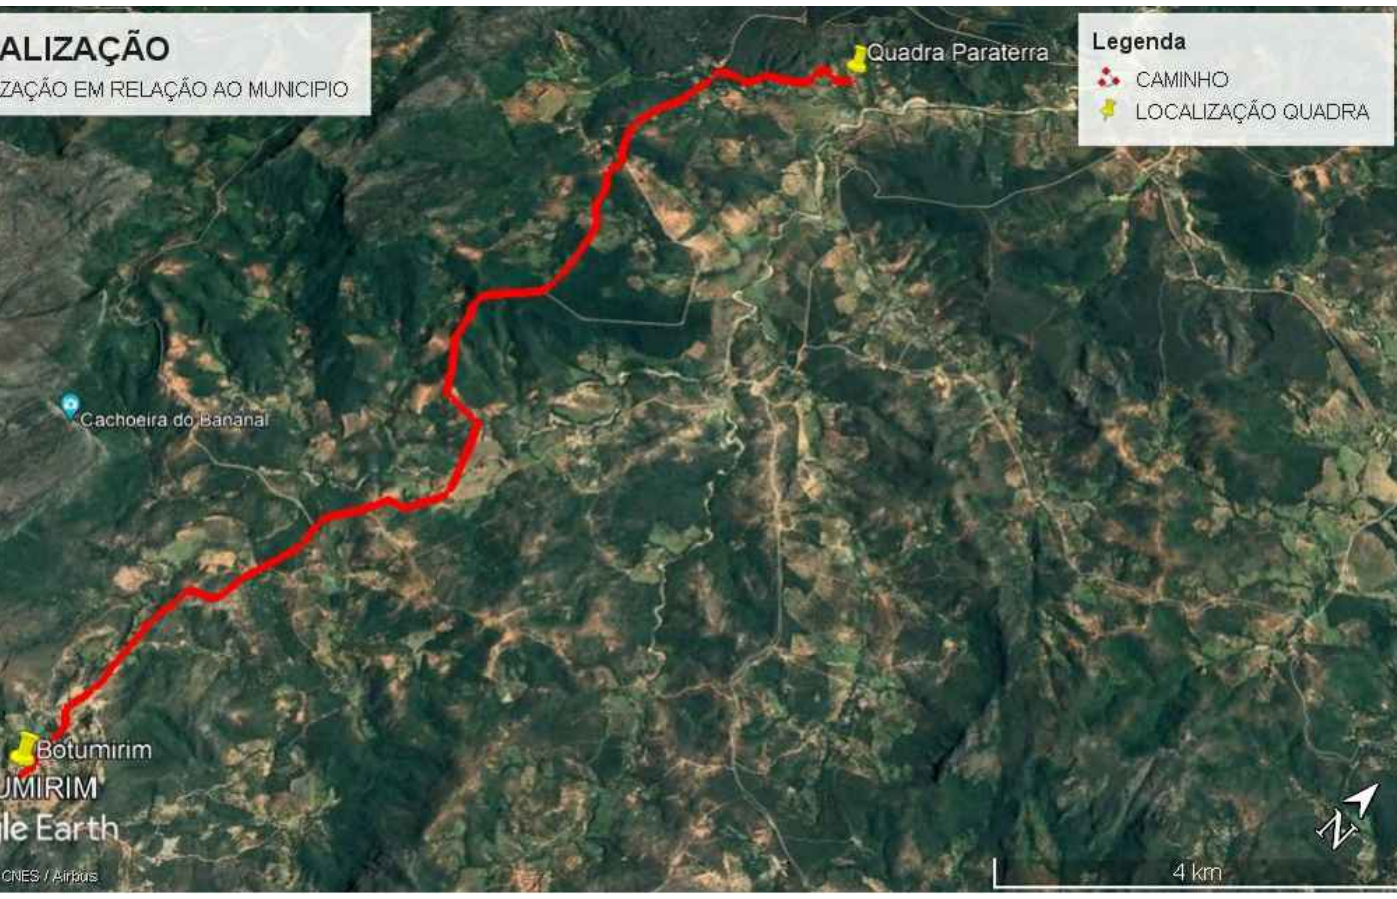 ALIZAÇÃO
ZAÇÃO EM RELAÇÃO AO MUNICIPIO
Quadra Paraterra
Legenda
CAMINHO
LOCALIZAÇÃO QUADRA
Cachoeira do Bananal
Botumirim
UMIRIM
le Earth
CNES / Airbus
N
4 km